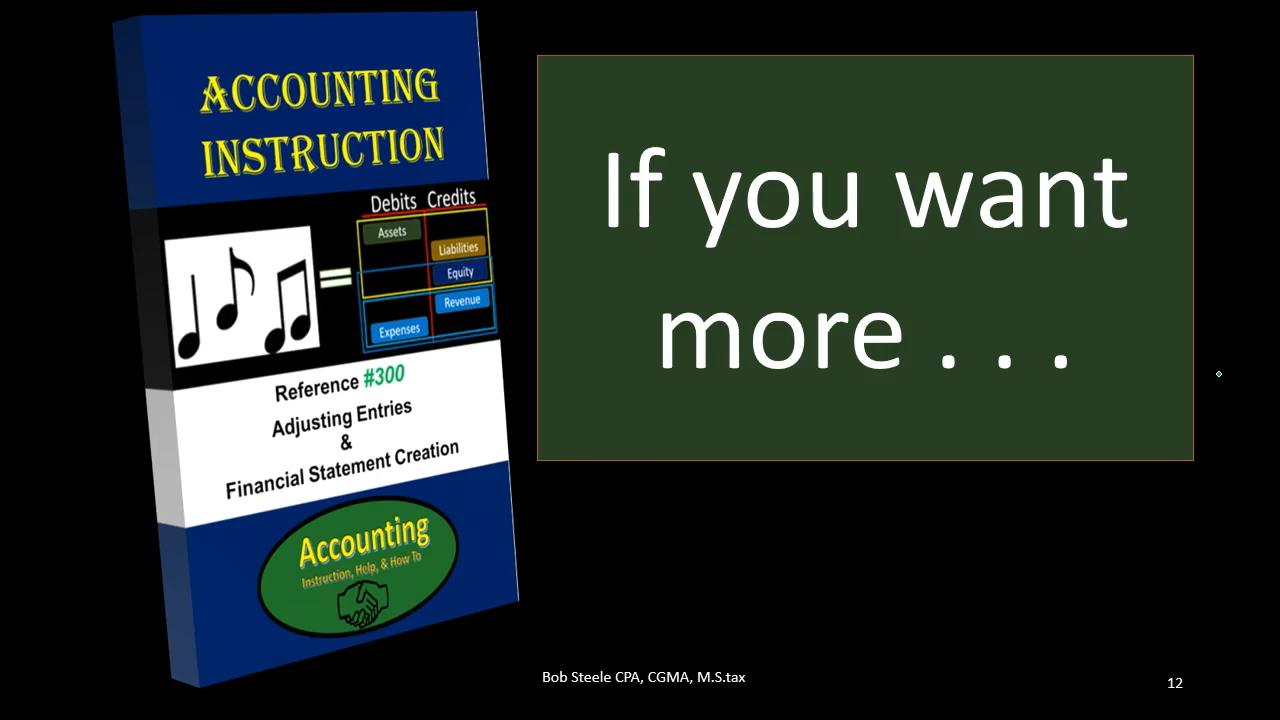 ACCOUNTING
INSTRUCTION
Debits Credits
Assets
Liabilities
Equity
Revenue
Expenses
Reference #300
Adjusting Entries
&
Financial Statement Creation
Accounting
Instruction, Help, & How To
If you want
more . . .
Bob Steele CPA, CGMA, M.S.tax
12